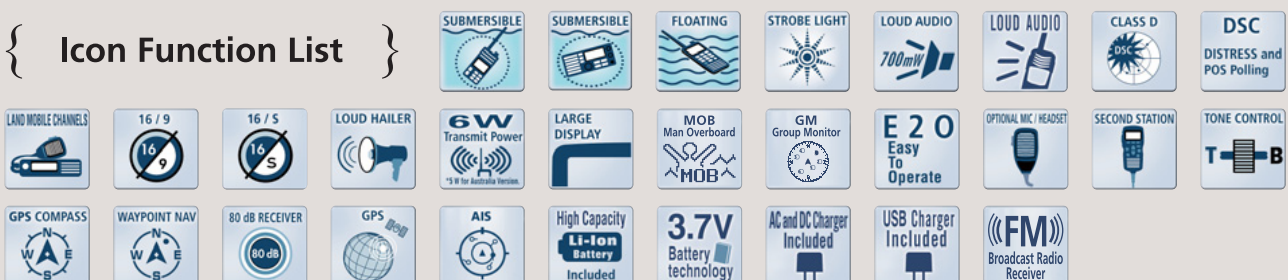 { Icon Function List }
SUBMERSIBLE
SUBMERSIBLE
FLOATING
STROBE LIGHT
LOUD AUDIO
700mW
LOUD AUDIO
CLASS D
DSC
DSC
DISTRESS and
POS Polling
LAND MOBILE CHANNELS
16 / 9
16
9
16 / S
16
S
LOUD HAILER
6W
Transmit Power
*5 W for Australia Version.
LARGE
DISPLAY
MOB
Man Overboard
MOB
GM
Group Monitor
A
E 2 O
Easy
To
Operate
OPTIONAL MIC / HEADSET
SECOND STATION
TONE CONTROL
T B
GPS COMPASS
N
W A E
S
WAYPOINT NAV
N
W A E
S
80 dB RECEIVER
80 dB
GPS
AIS
High Capacity
Li-Ion
Battery
Included
3.7V
Battery
technology
AC and DC Charger
Included
USB Charger
Included
FM
Broadcast Radio
Receiver